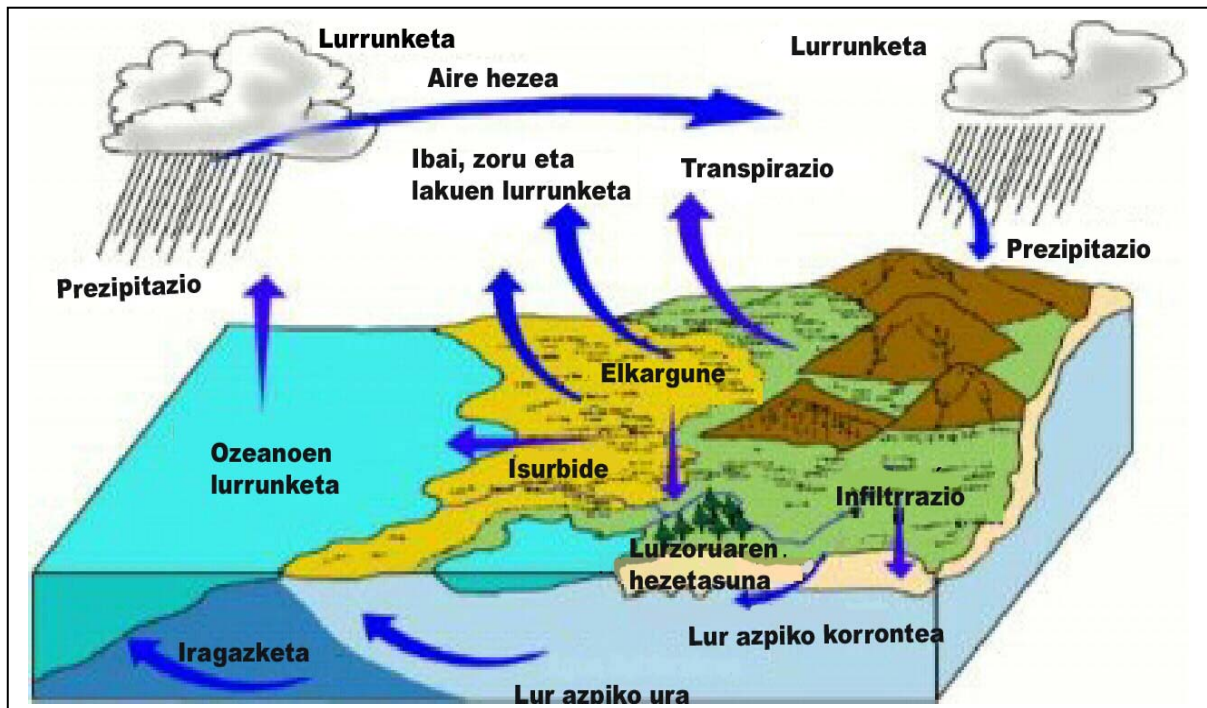 Lurrunketa
Lurrunketa
Aire hezea
Ibai, zoru eta
lakuen lurrunketa
Transpirazio
Prezipitazio
Prezipitazio
Elkargune
Ozeanoen
lurrunketa
Isurbide
Infiltrrazio
Lurzoruaren
hezetasuna
Lur azpiko korrontea
Iragazketa
Lur azpiko ura